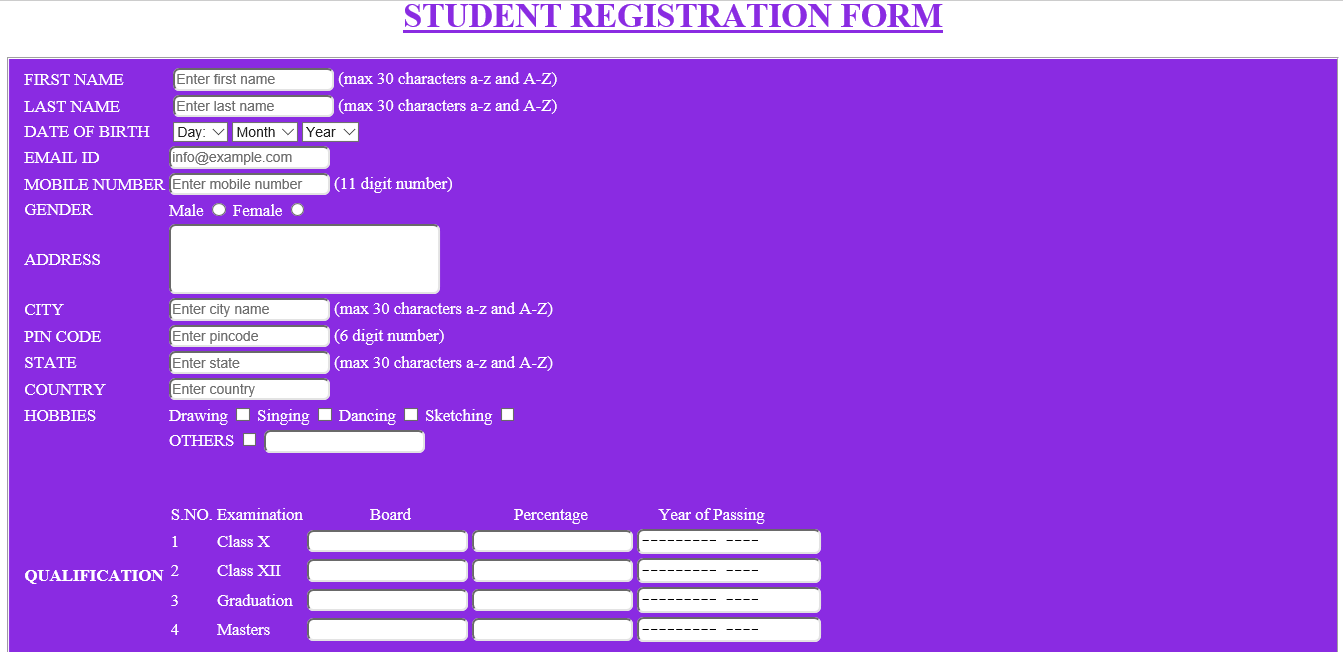 STUDENT REGISTRATION FORM
FIRST NAME Enter first name (max 30 characters a-z and A-Z)
LAST NAME Enter last name (max 30 characters a-z and A-Z)
DATE OF BIRTH Day: Month Year
EMAIL ID info@example.com
MOBILE NUMBER Enter mobile number (11 digit number)
GENDER Male Female
ADDRESS
CITY Enter city name (max 30 characters a-z and A-Z)
PIN CODE Enter pincode (6 digit number)
STATE Enter state (max 30 characters a-z and A-Z)
COUNTRY Enter country
HOBBIES Drawing Singing Dancing Sketching
OTHERS
S.NO. Examination Board Percentage Year of Passing
1 Class X --------- ----
QUALIFICATION 2 Class XII --------- ----
3 Graduation --------- ----
4 Masters --------- ----